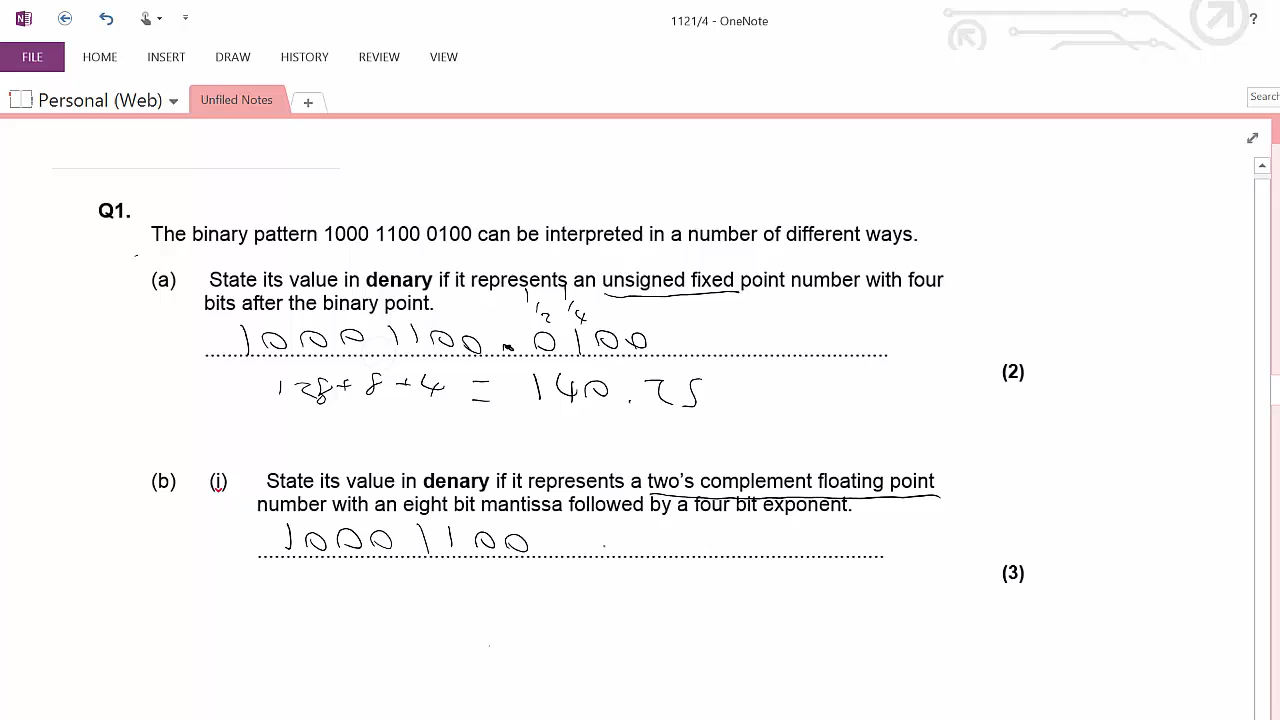 1121/4 - OneNote
?
FILE HOME INSERT DRAW HISTORY REVIEW VIEW
Personal (Web) Unfiled Notes +
Search
Q1.
The binary pattern 1000 1100 0100 can be interpreted in a number of different ways.
(a) State its value in denary if it represents an unsigned fixed point number with four
bits after the binary point.
1/2 1/4
10001100.0100
(2)
128+8+4 = 140.25
(b) (i) State its value in denary if it represents a two's complement floating point
number with an eight bit mantissa followed by a four bit exponent.
10001100
(3)